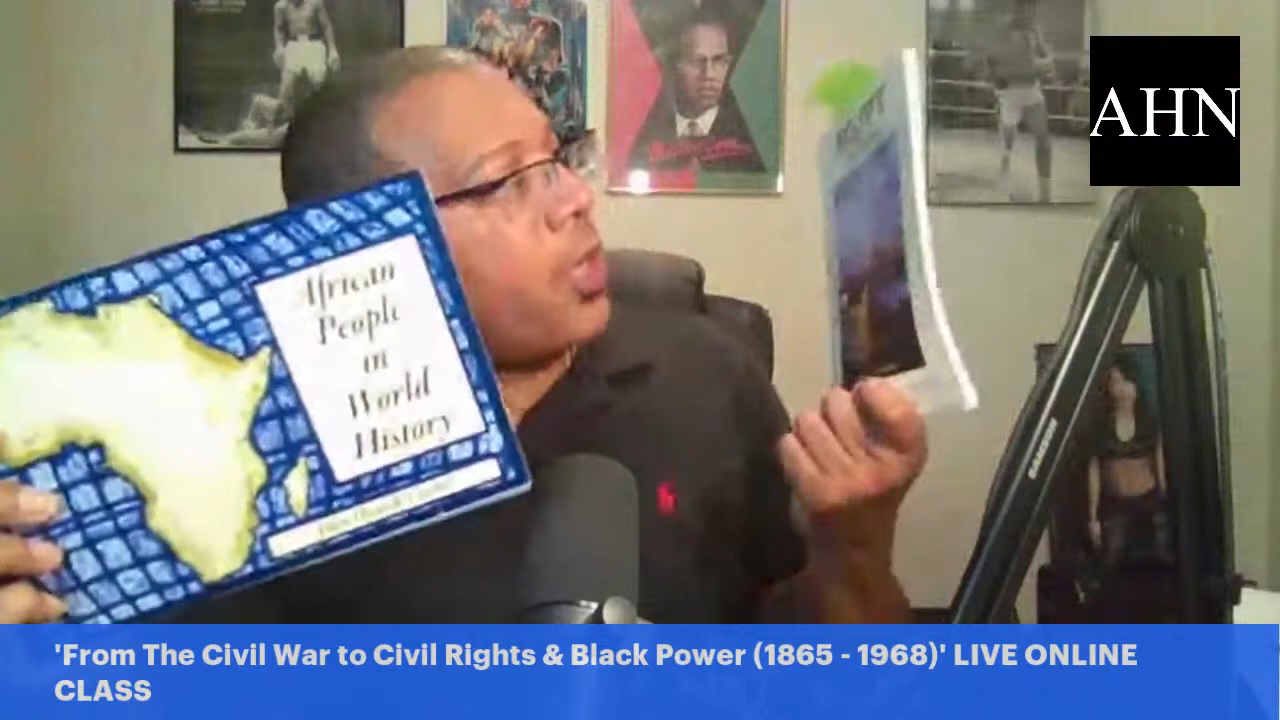 AHN
African
People
in
World
History
SAMSON
'From The Civil War to Civil Rights & Black Power (1865 - 1968)' LIVE ONLINE
CLASS